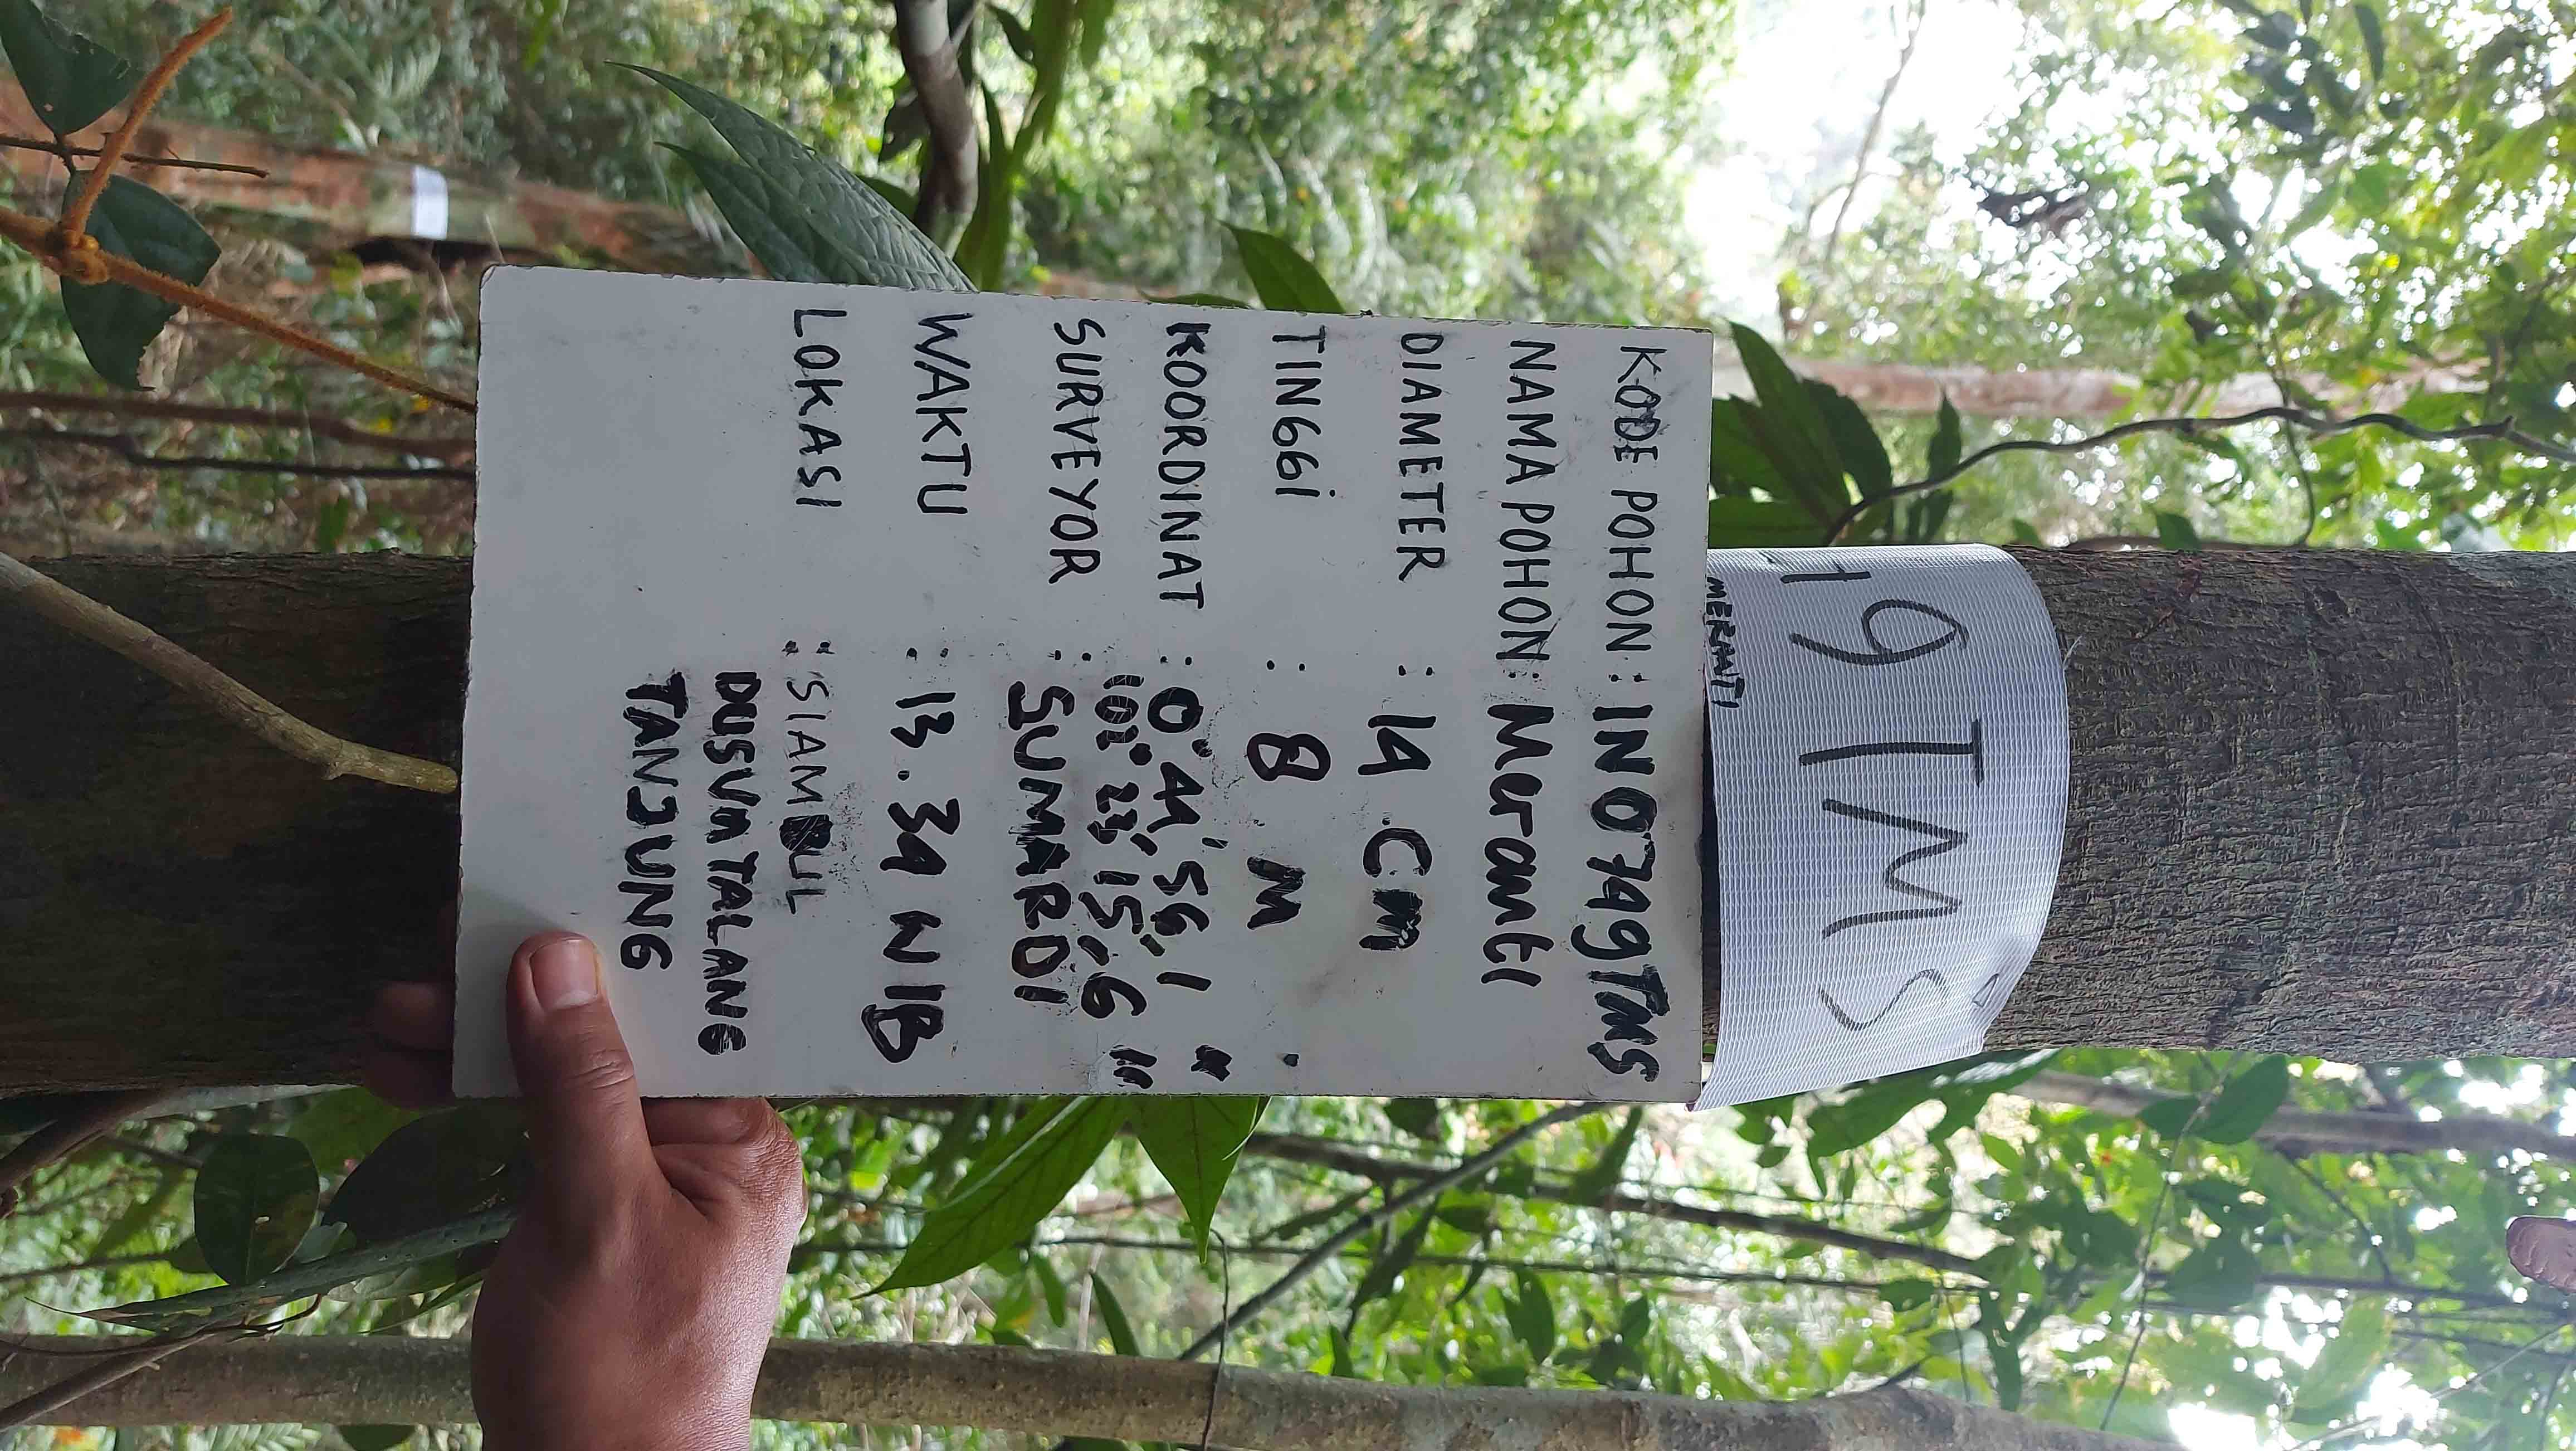 49TMS
MERANTI
KODE POHON : IN0749TMS
NAMA POHON : Meranti
DIAMETER : 14 cm
TINGGi : 8 M
KOORDINAT : 0° 44' 56,1"
102° 23' 15,6"
SURVEYOR : SUMARDI
WAKTU : 13.34 WIB
LOKASI : SIAMBUL
DUSUn TALANG
TANJUNG